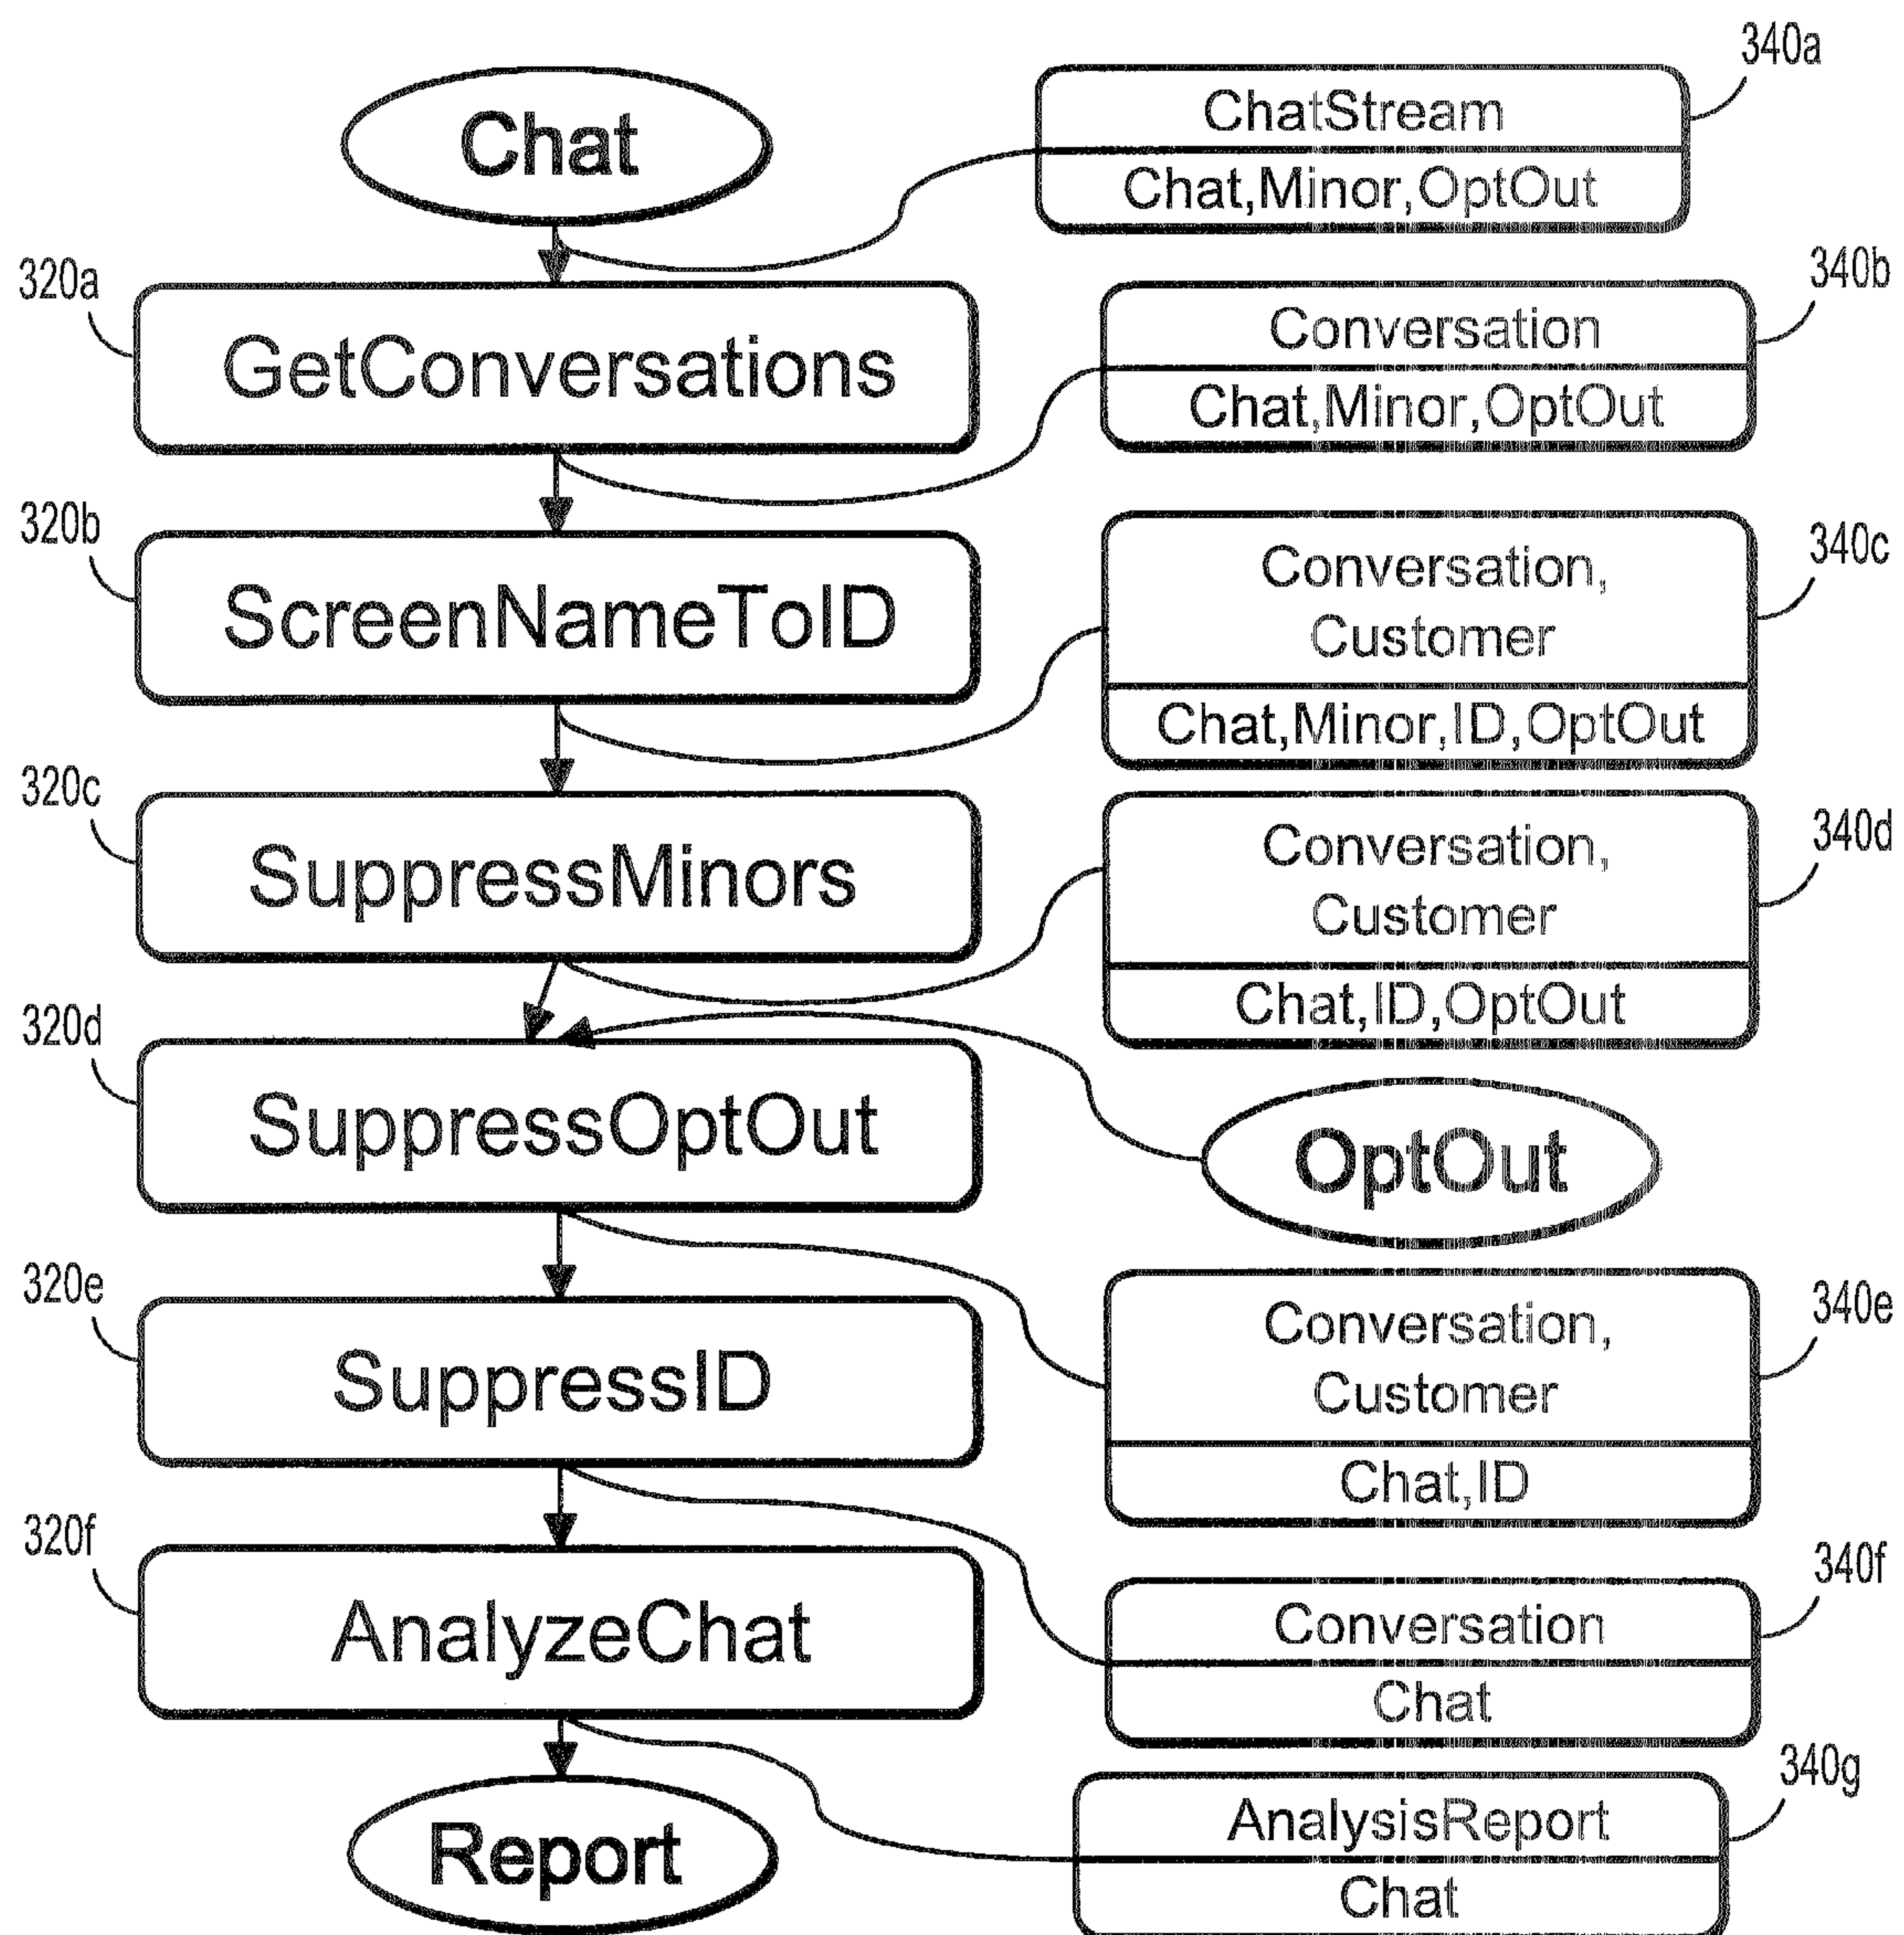 340a
Chat
ChatStream
Chat,Minor,OptOut
320a
GetConversations
340b
Conversation
Chat,Minor,OptOut
320b
ScreenNameToID
340c
Conversation,
Customer
Chat,Minor,ID,OptOut
320c
SuppressMinors
340d
Conversation,
Customer
Chat,ID,OptOut
320d
SuppressOptOut
OptOut
320e
SuppressID
340e
Conversation,
Customer
Chat,ID
320f
AnalyzeChat
340f
Conversation
Chat
Report
340g
AnalysisReport
Chat